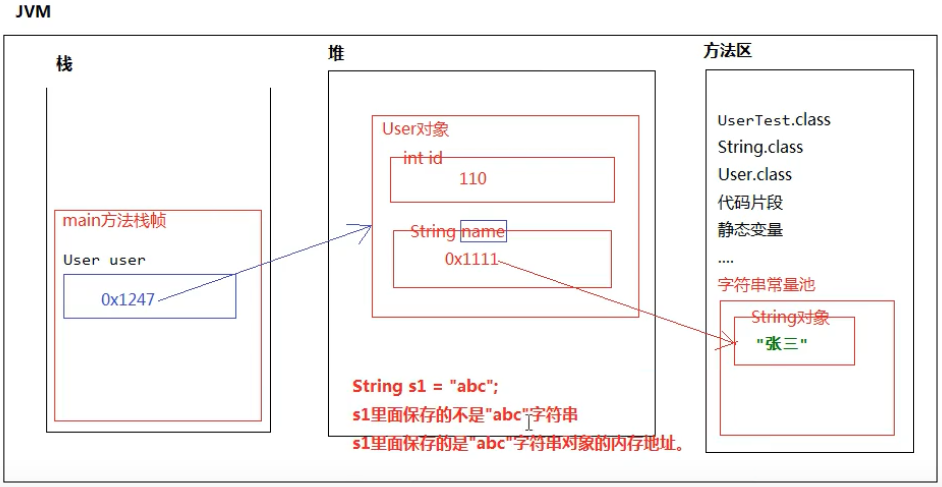 JVM
栈
main方法栈帧
User user
0x1247
堆
User对象
int id
110
String name
0x1111
String s1 = "abc";
s1里面保存的不是"abc"字符串
s1里面保存的是"abc"字符串对象的内存地址。
方法区
UserTest.class
String.class
User.class
代码片段
静态变量
....
字符串常量池
String对象
"张三"